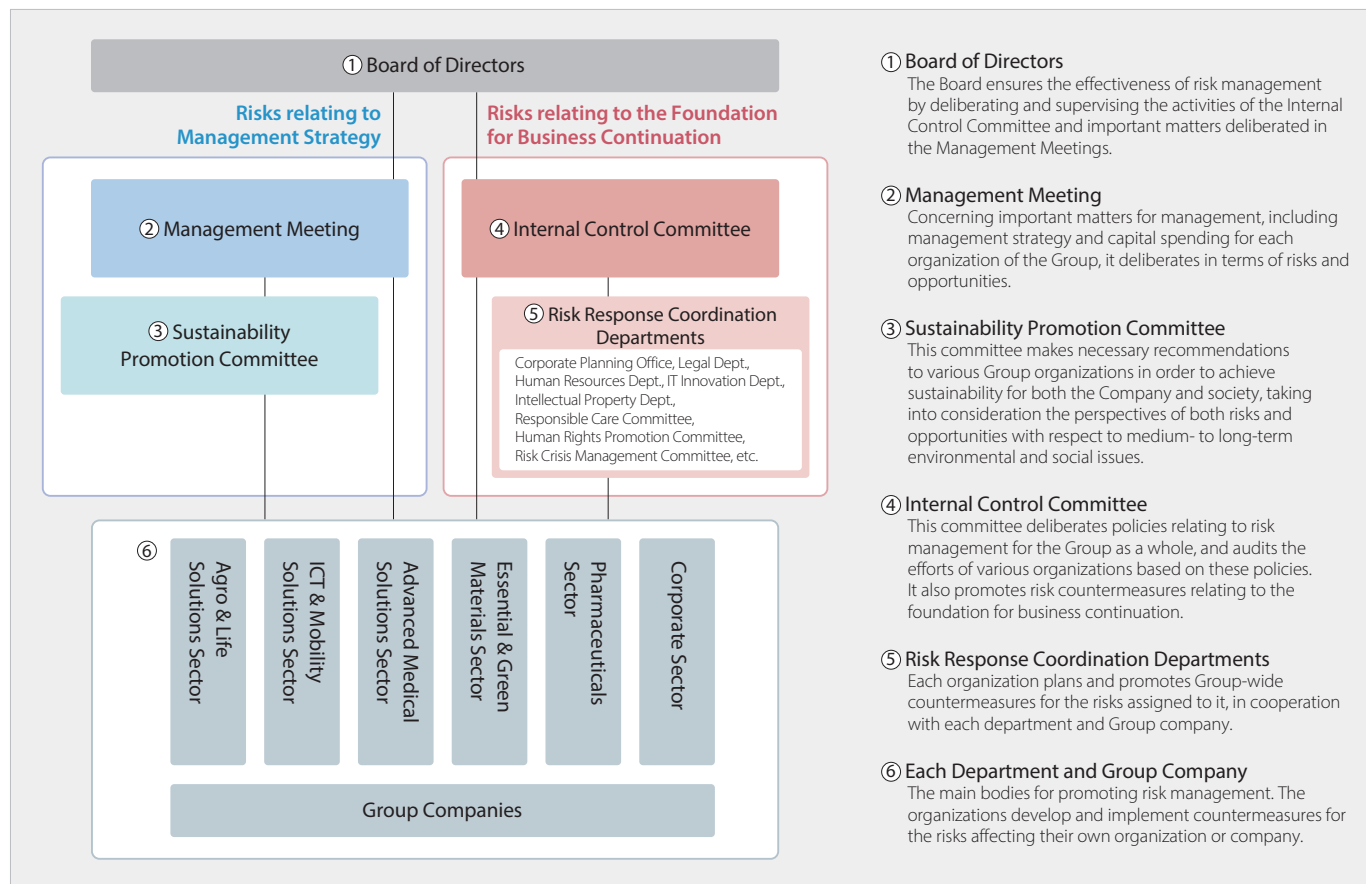 ① Board of Directors
Risks relating to
Management Strategy
Risks relating to the Foundation
for Business Continuation
② Management Meeting
④ Internal Control Committee
③ Sustainability
Promotion Committee
⑤ Risk Response Coordination
Departments
Corporate Planning Office, Legal Dept.,
Human Resources Dept., IT Innovation Dept.,
Intellectual Property Dept.,
Responsible Care Committee,
Human Rights Promotion Committee,
Risk Crisis Management Committee, etc.
⑥
Agro & Life
Solutions Sector
ICT & Mobility
Solutions Sector
Advanced Medical
Solutions Sector
Essential & Green
Materials Sector
Pharmaceuticals
Sector
Corporate Sector
Group Companies
① Board of Directors
The Board ensures the effectiveness of risk management
by deliberating and supervising the activities of the Internal
Control Committee and important matters deliberated in
the Management Meetings.
② Management Meeting
Concerning important matters for management, including
management strategy and capital spending for each
organization of the Group, it deliberates in terms of risks and
opportunities.
③ Sustainability Promotion Committee
This committee makes necessary recommendations
to various Group organizations in order to achieve
sustainability for both the Company and society, taking
into consideration the perspectives of both risks and
opportunities with respect to medium- to long-term
environmental and social issues.
④ Internal Control Committee
This committee deliberates policies relating to risk
management for the Group as a whole, and audits the
efforts of various organizations based on these policies.
It also promotes risk countermeasures relating to the
foundation for business continuation.
⑤ Risk Response Coordination Departments
Each organization plans and promotes Group-wide
countermeasures for the risks assigned to it, in cooperation
with each department and Group company.
⑥ Each Department and Group Company
The main bodies for promoting risk management. The
organizations develop and implement countermeasures for
the risks affecting their own organization or company.